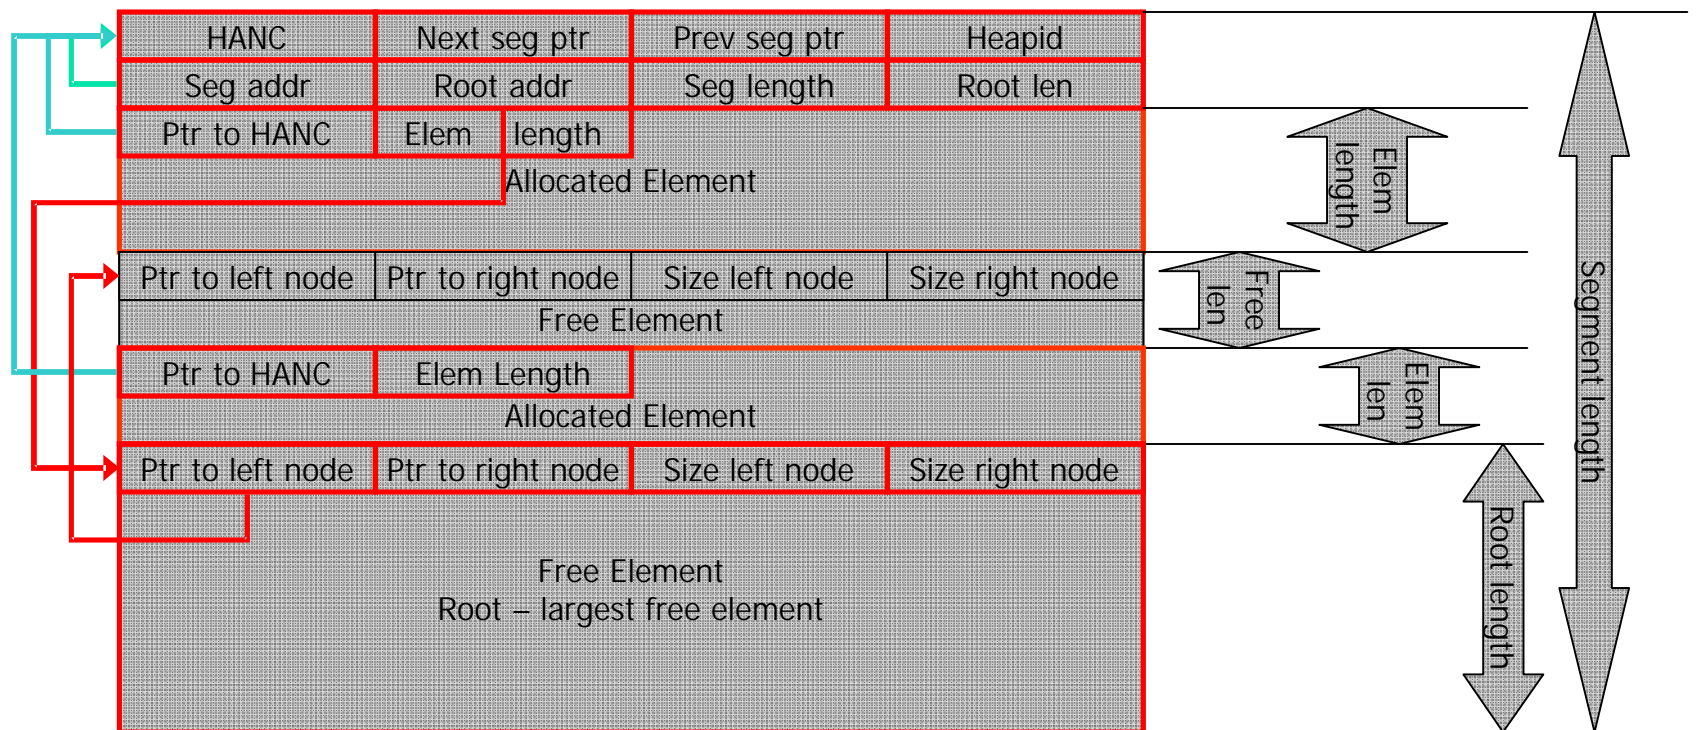 HANC Next seg ptr Prev seg ptr Heapid
Seg addr Root addr Seg length Root len
Ptr to HANC Elem length
Allocated Element
Elem length
Ptr to left node Ptr to right node Size left node Size right node
Free Element
Free len
Ptr to HANC Elem Length
Allocated Element
Elem len
Segment length
Ptr to left node Ptr to right node Size left node Size right node
Free Element
Root – largest free element
Root length